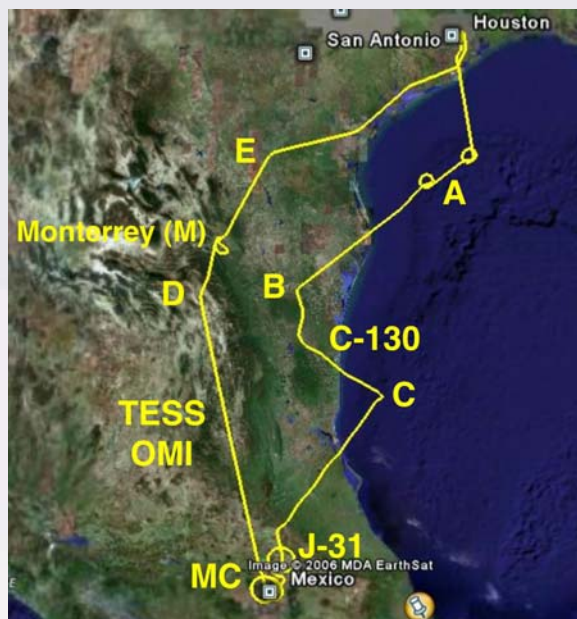 Houston
San Antonio
E
A
Monterrey (M)
D
B
C-130
C
TESS
OMI
J-31
Image © 2006 MDA EarthSat
MC
Mexico